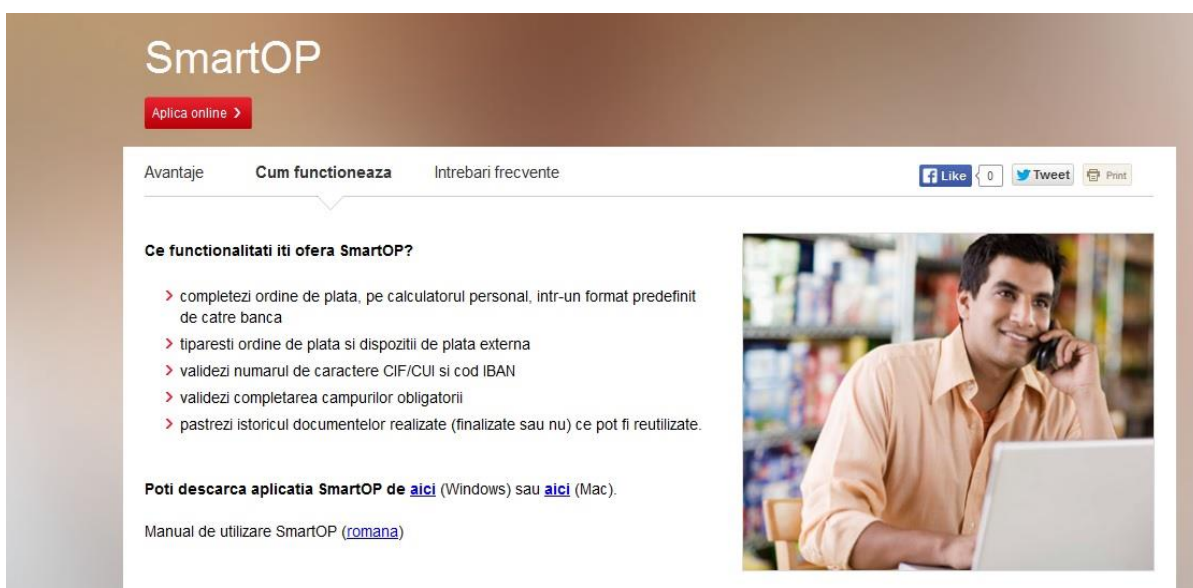 SmartOP
Aplica online
Avantaje Cum functioneaza Intrebari frecvente
Like 0 Tweet Print
Ce functionalitati iti ofera SmartOP?
completezi ordine de plata, pe calculatorul personal, intr-un format predefinit
de catre banca
tiparesti ordine de plata si dispozitii de plata externa
validezi numarul de caractere CIF/CUI si cod IBAN
validezi completarea campurilor obligatorii
pastrezi istoricul documentelor realizate (finalizate sau nu) ce pot fi reutilizate.
Poti descarca aplicatia SmartOP de aici (Windows) sau aici (Mac).
Manual de utilizare SmartOP (romana)